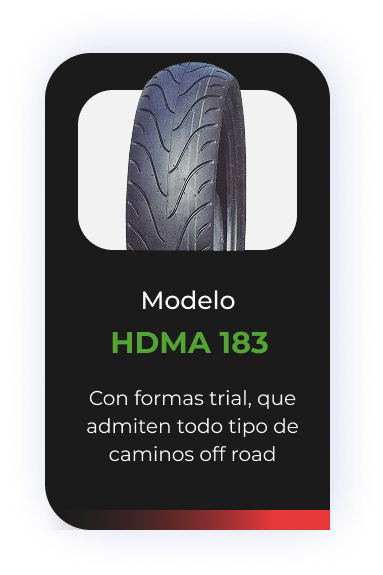 Modelo
HDMA 183
Con formas trial, que
admiten todo tipo de
caminos off road